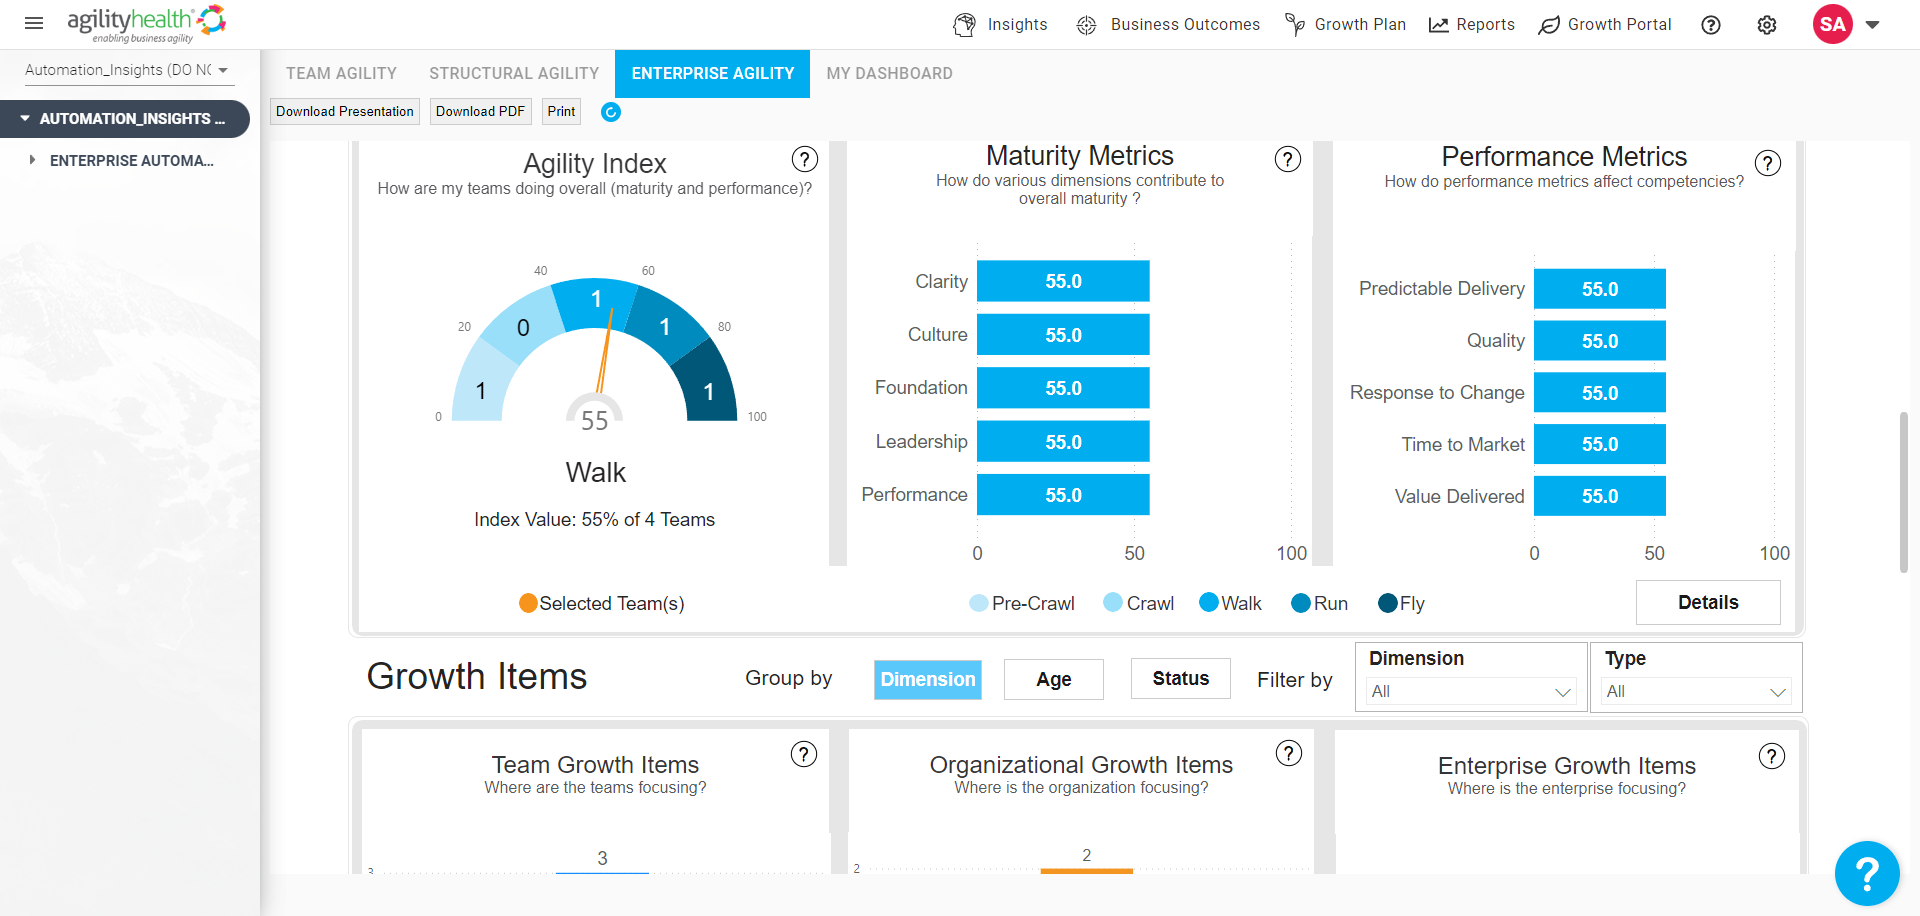 agilityhealth®
enabling business agility
Insights
Business Outcomes
Growth Plan
Reports
Growth Portal
?
SA
Automation_Insights (DO NO
AUTOMATION_INSIGHTS ...
ENTERPRISE AUTOMA...
TEAM AGILITY
STRUCTURAL AGILITY
ENTERPRISE AGILITY
MY DASHBOARD
Download Presentation
Download PDF
Print
Agility Index
?
How are my teams doing overall (maturity and performance)?
0
20
40
60
80
100
1
0
1
1
1
55
Walk
Index Value: 55% of 4 Teams
Selected Team(s)
Maturity Metrics
?
How do various dimensions contribute to
overall maturity ?
Clarity 55.0
Culture 55.0
Foundation 55.0
Leadership 55.0
Performance 55.0
0 50 100
Performance Metrics
?
How do performance metrics affect competencies?
Predictable Delivery 55.0
Quality 55.0
Response to Change 55.0
Time to Market 55.0
Value Delivered 55.0
0 50 100
Pre-Crawl
Crawl
Walk
Run
Fly
Details
Growth Items
Group by
Dimension
Age
Status
Filter by
Dimension
All
Type
All
Team Growth Items
?
Where are the teams focusing?
3
3
Organizational Growth Items
?
Where is the organization focusing?
2
2
Enterprise Growth Items
?
Where is the enterprise focusing?
?